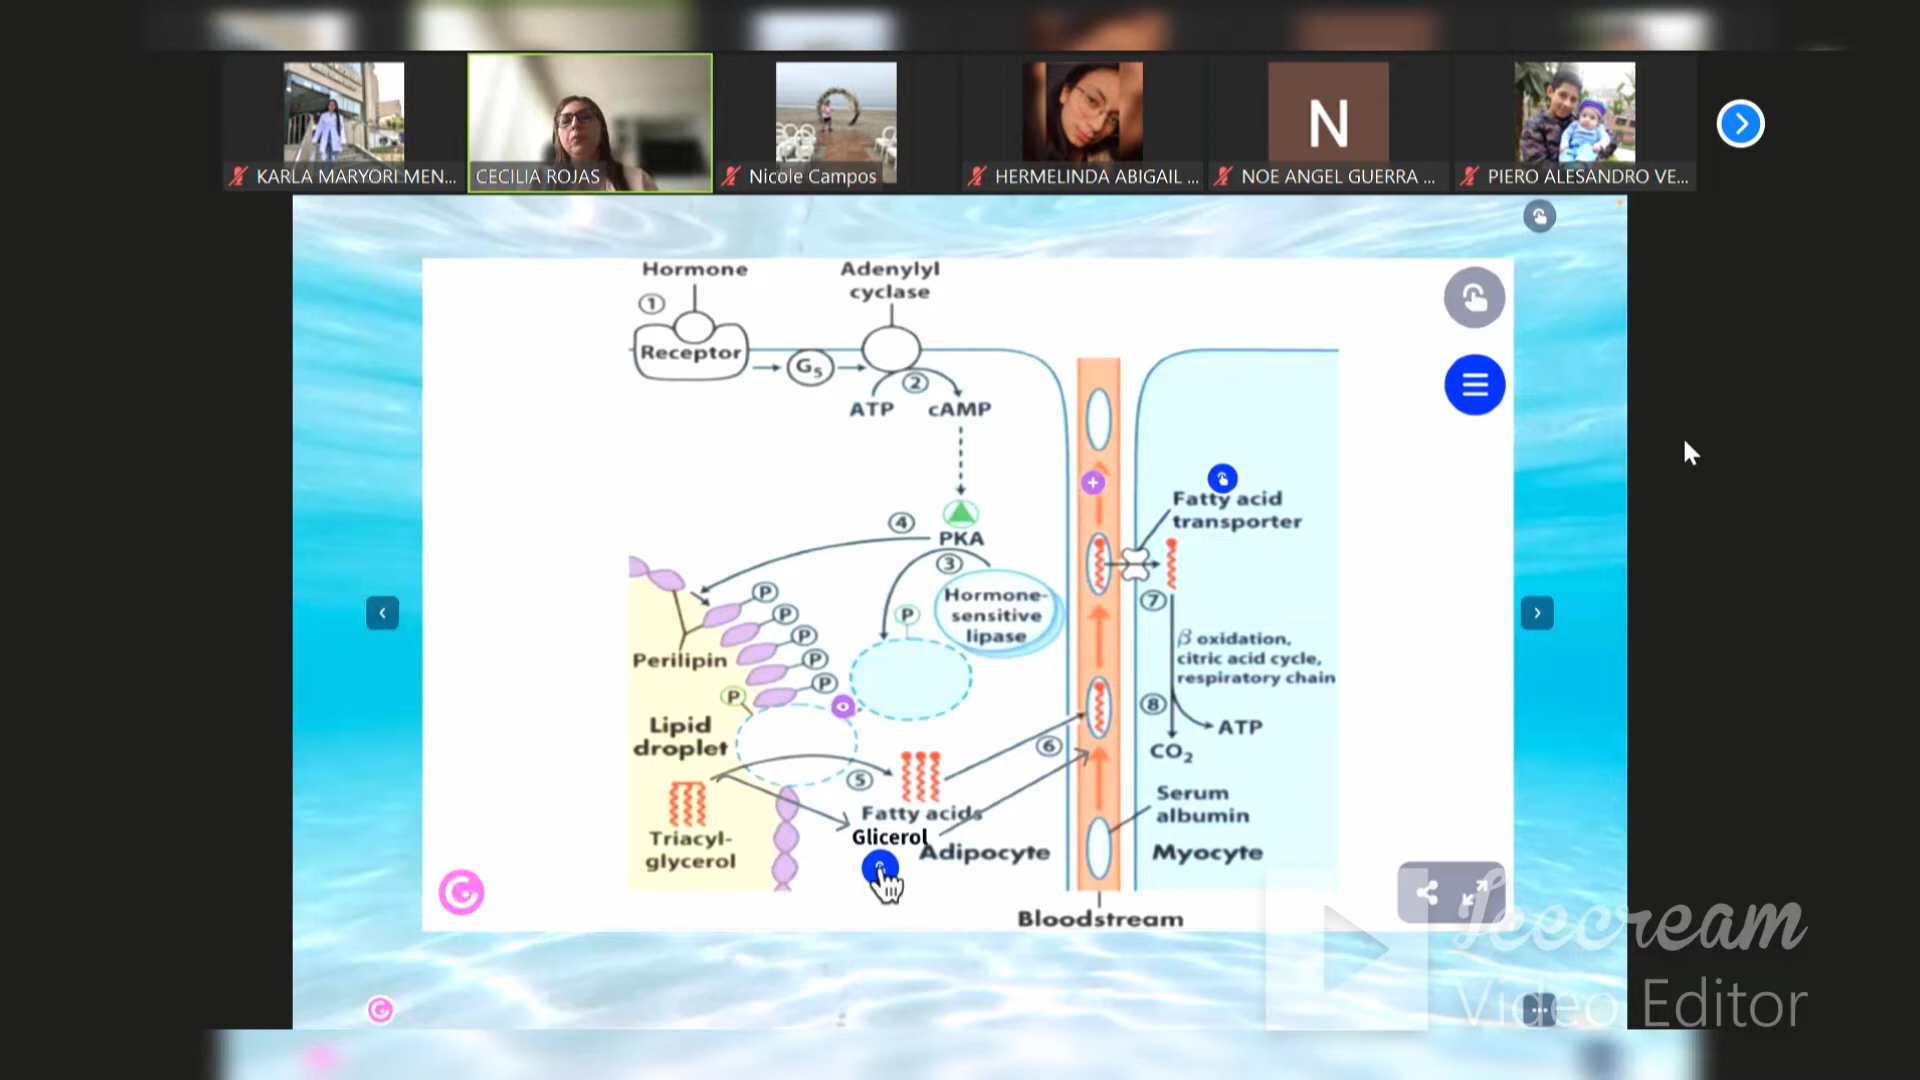 KARLA MARYORI MEN...
CECILIA ROJAS
Nicole Campos
HERMELINDA ABIGAIL ...
N
NOE ANGEL GUERRA ...
PIERO ALESANDRO VE...
Hormone
Adenylyl
cyclase
1
Receptor
G5
2
ATP
cAMP
Fatty acid
transporter
4
PKA
3
Hormone-
sensitive
lipase
P
P
P
P
P
P
P
Perilipin
7
β oxidation,
citric acid cycle,
respiratory chain
8
ATP
CO2
Lipid
droplet
5
6
Fatty acids
Glicerol
Triacyl-
glycerol
Adipocyte
Serum
albumin
Myocyte
Bloodstream
Icecream
Video Editor